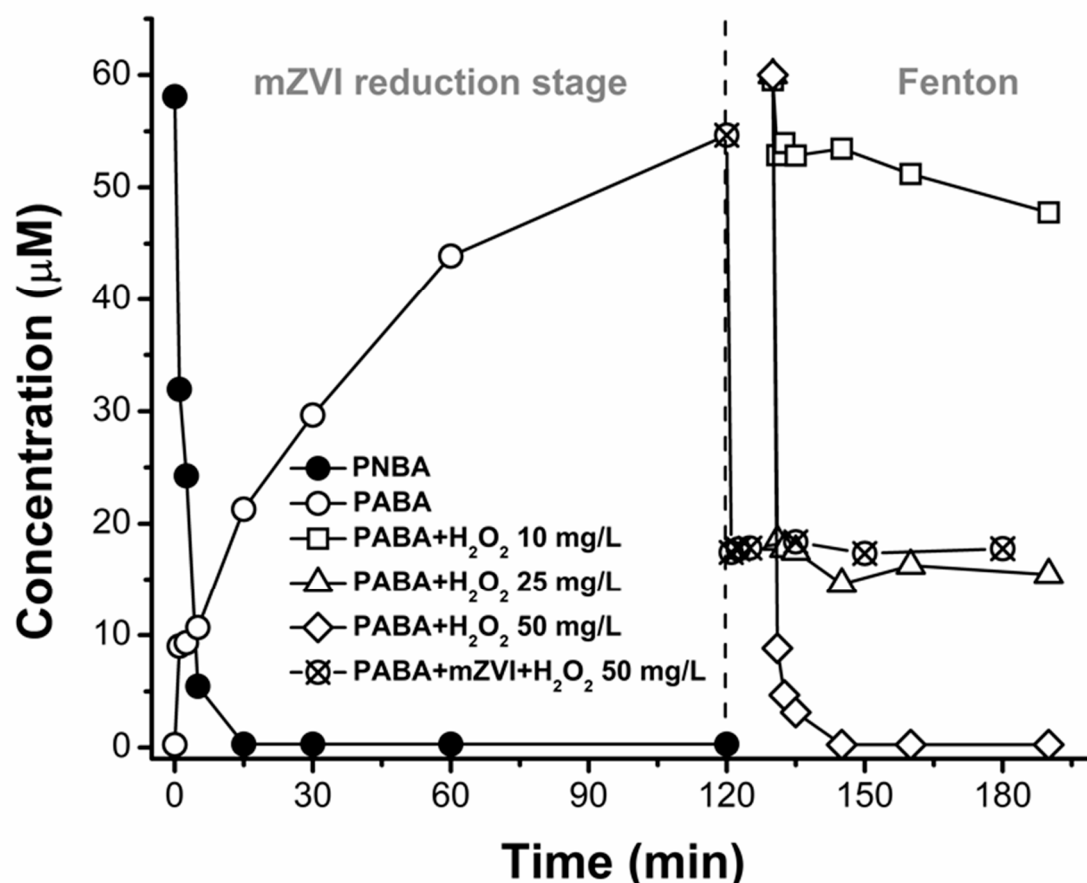 mZVI reduction stage
Fenton
Concentration (μM)
60
50
40
30
20
10
0
PNBA
PABA
PABA+H₂O₂ 10 mg/L
PABA+H₂O₂ 25 mg/L
PABA+H₂O₂ 50 mg/L
PABA+mZVI+H₂O₂ 50 mg/L
0 30 60 90 120 150 180
Time (min)